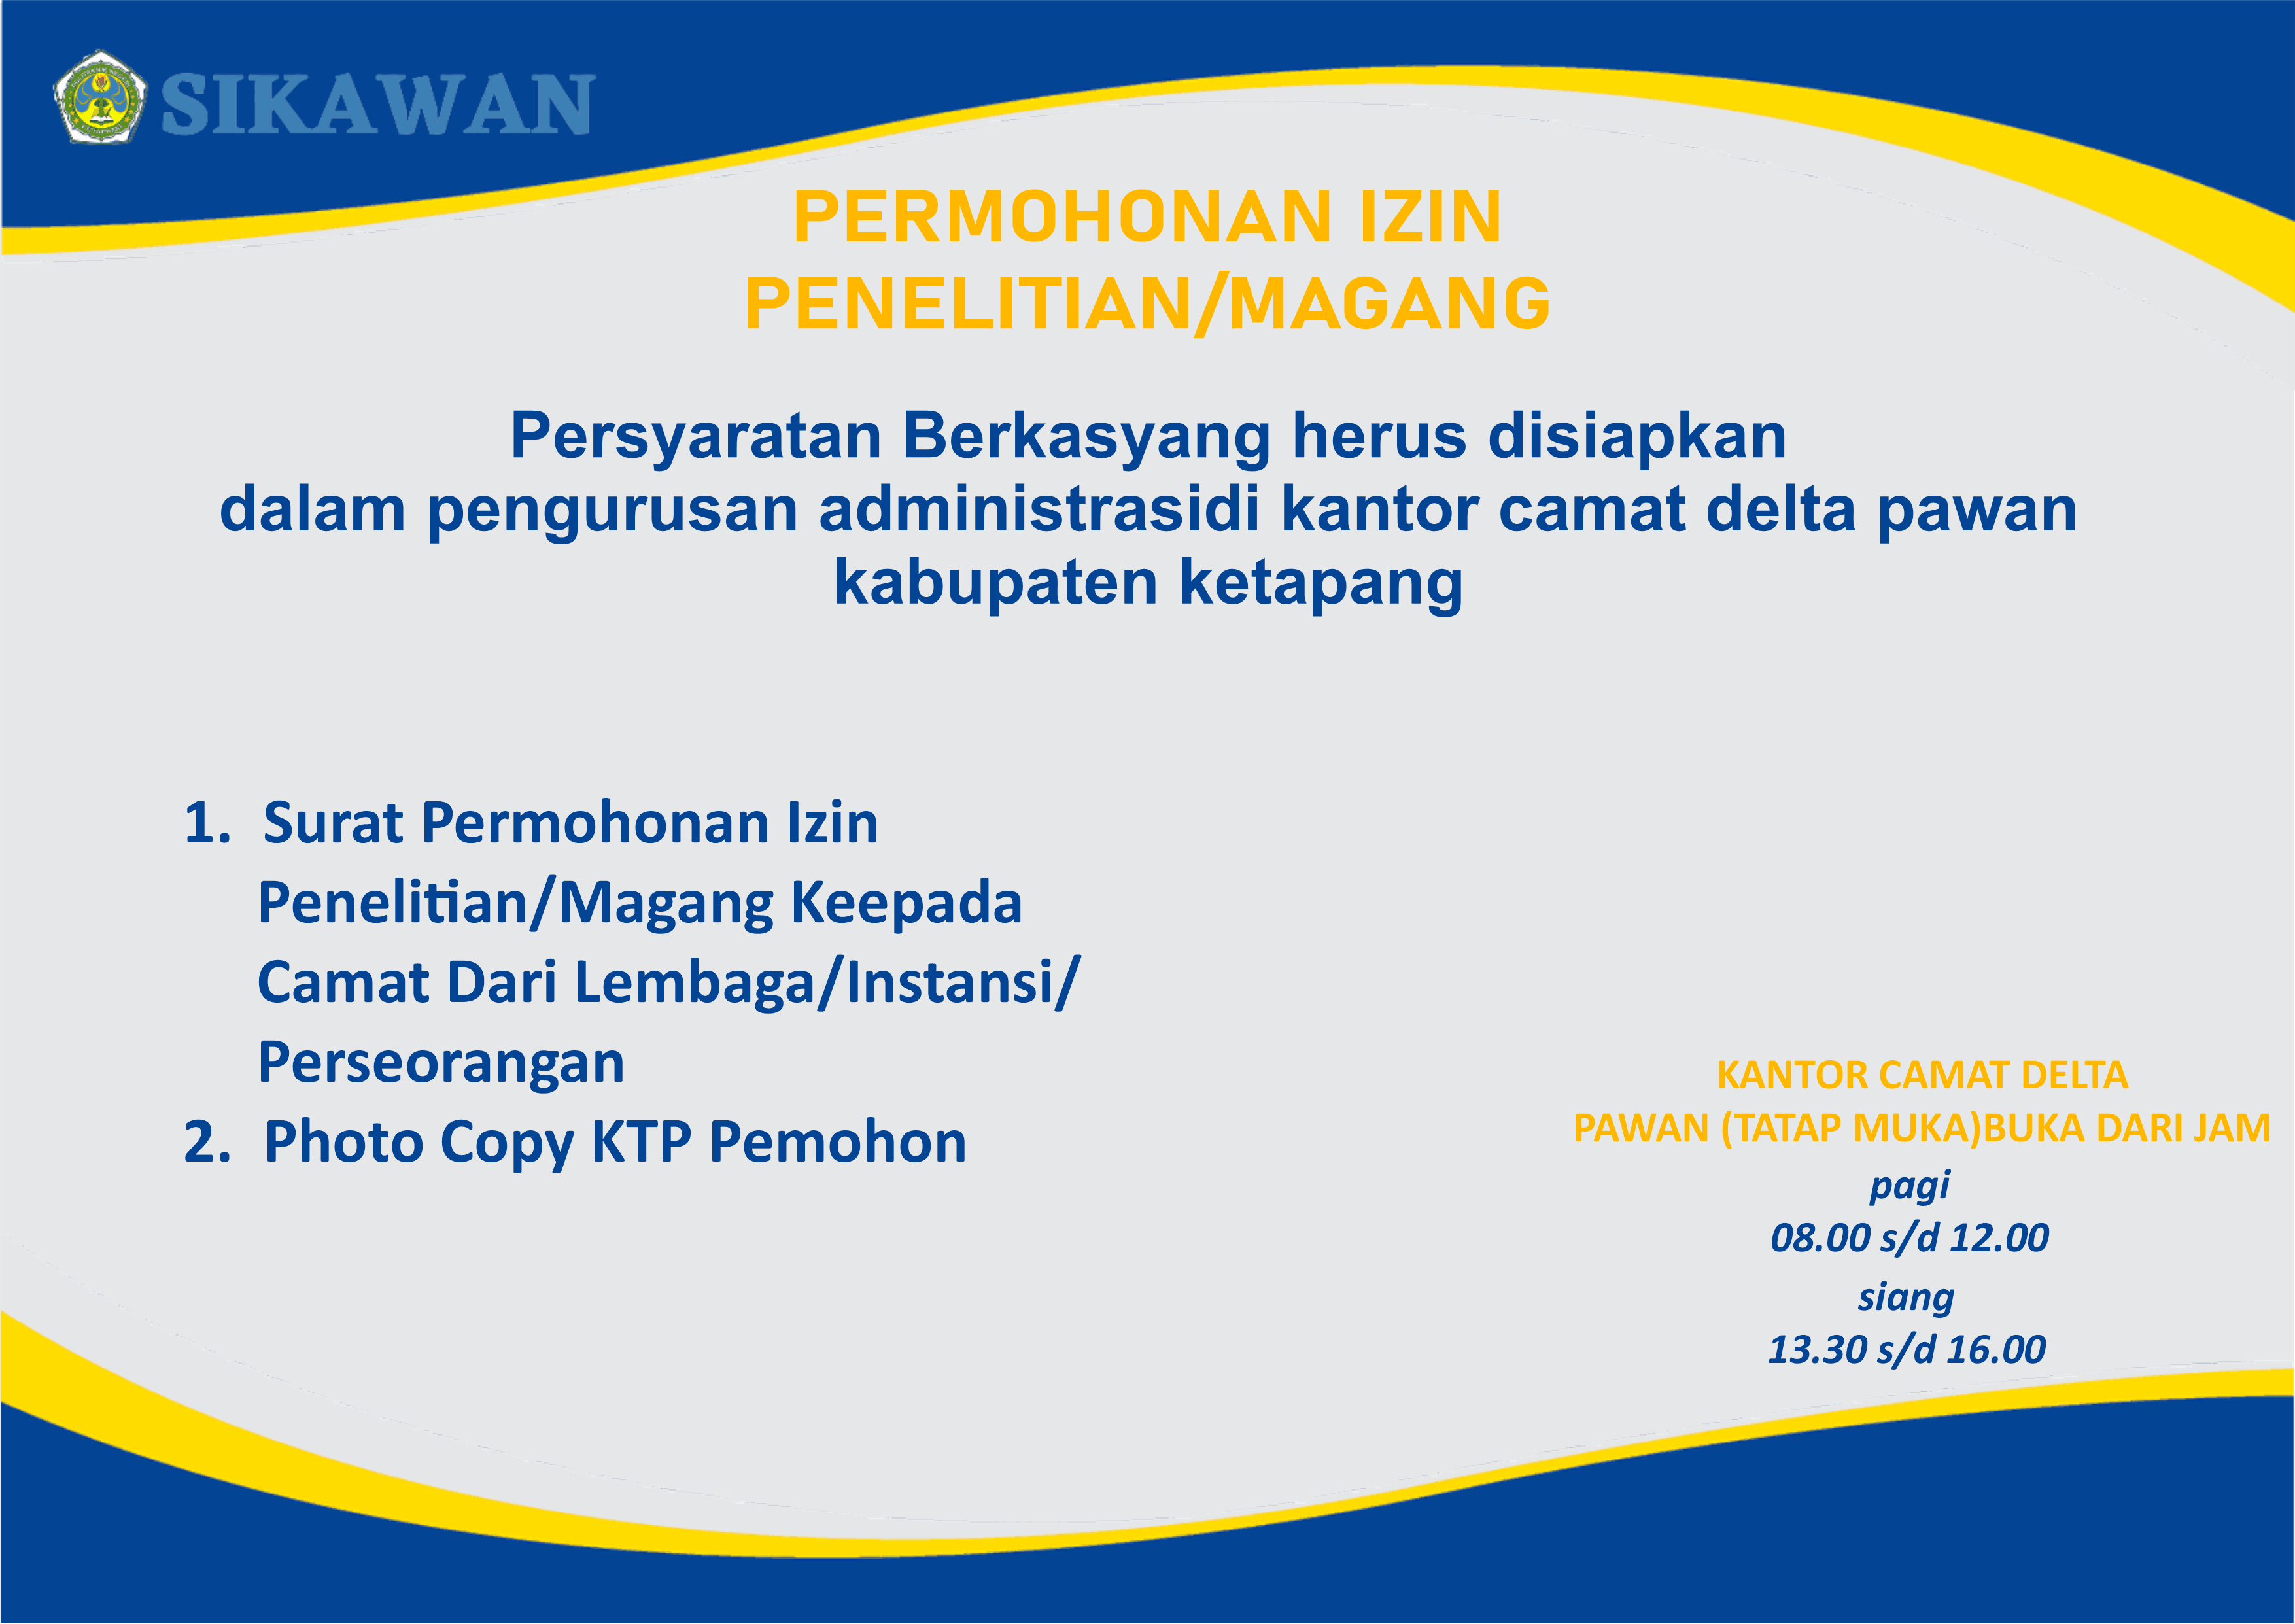 SIKAWAN
PERMOHONAN IZIN
PENELITIAN/MAGANG
Persyaratan Berkasyang herus disiapkan
dalam pengurusan administrasidi kantor camat delta pawan
kabupaten ketapang
1. Surat Permohonan Izin
Penelitian/Magang Keepada
Camat Dari Lembaga/Instansi/
Perseorangan
2. Photo Copy KTP Pemohon
KANTOR CAMAT DELTA
PAWAN (TATAP MUKA)BUKA DARI JAM
pagi
08.00 s/d 12.00
siang
13.30 s/d 16.00